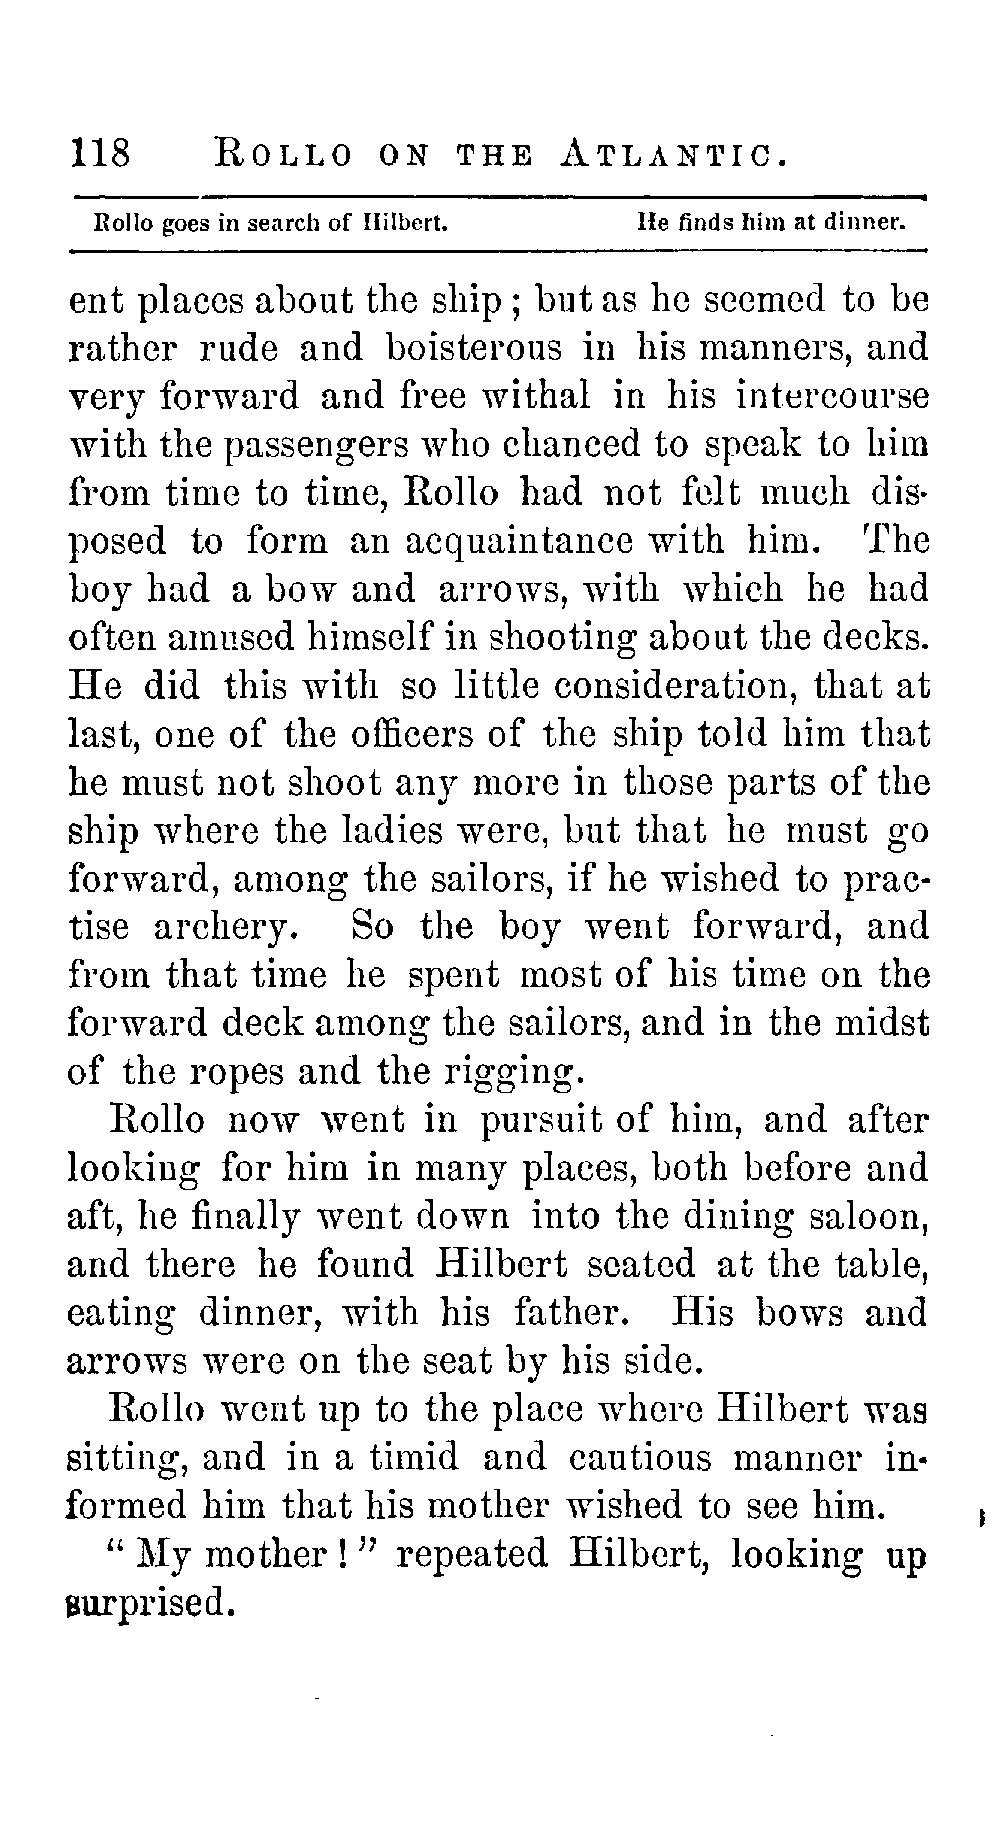 118 ROLLO ON THE ATLANTIC.
Rollo goes in search of Hilbert. He finds him at dinner.
ent places about the ship; but as he seemed to be
rather rude and boisterous in his manners, and
very forward and free withal in his intercourse
with the passengers who chanced to speak to him
from time to time, Rollo had not felt much dis-
posed to form an acquaintance with him. The
boy had a bow and arrows, with which he had
often amused himself in shooting about the decks.
He did this with so little consideration, that at
last, one of the officers of the ship told him that
he must not shoot any more in those parts of the
ship where the ladies were, but that he must go
forward, among the sailors, if he wished to prac-
tise archery. So the boy went forward, and
from that time he spent most of his time on the
forward deck among the sailors, and in the midst
of the ropes and the rigging.
Rollo now went in pursuit of him, and after
looking for him in many places, both before and
aft, he finally went down into the dining saloon,
and there he found Hilbert seated at the table,
eating dinner, with his father. His bows and
arrows were on the seat by his side.
Rollo went up to the place where Hilbert was
sitting, and in a timid and cautious manner in-
formed him that his mother wished to see him.
"My mother!" repeated Hilbert, looking up
surprised.